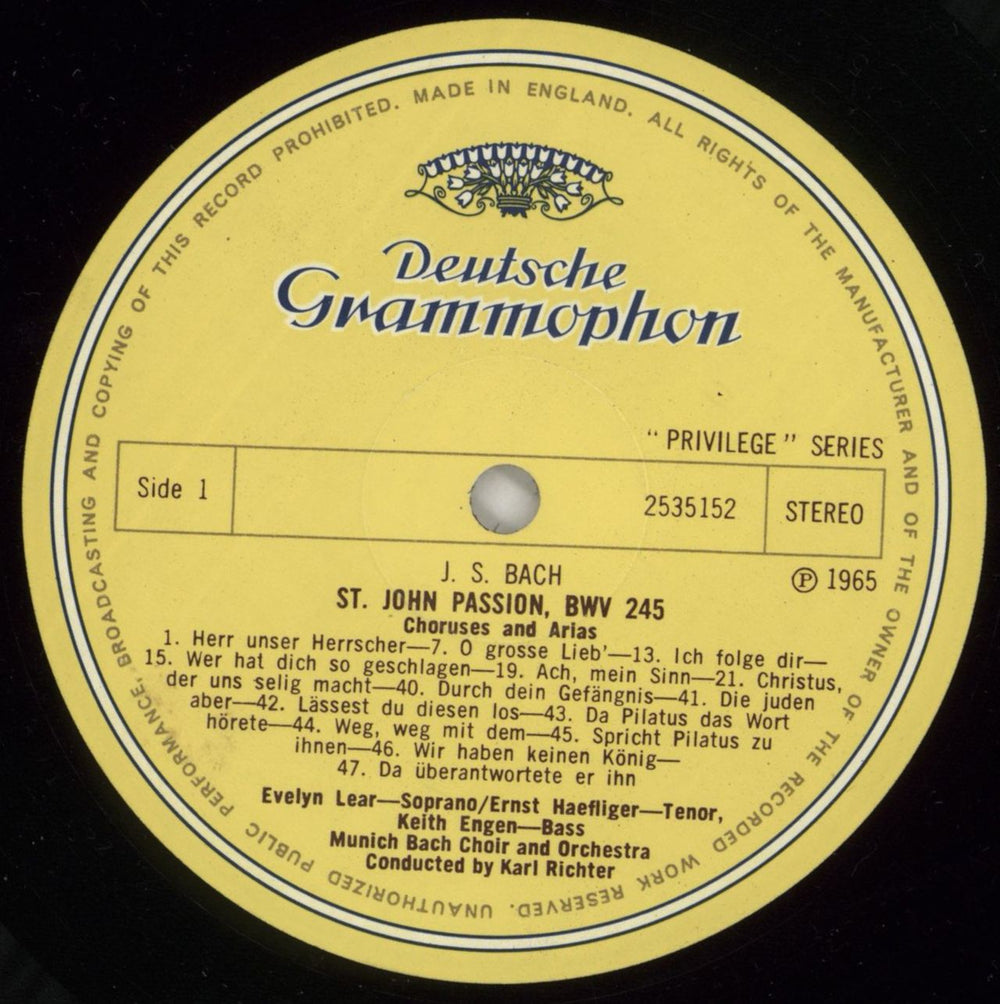 UNAUTHORIZED PUBLIC PERFORMANCE, BROADCASTING AND COPYING OF THIS RECORD PROHIBITED. MADE IN ENGLAND. ALL RIGHTS OF THE MANUFACTURER AND OF THE OWNER OF THE RECORDED WORK RESERVED.
Deutsche
Grammophon
“ PRIVILEGE ” SERIES
Side 1
2535152
STEREO
J. S. BACH
Ⓟ 1965
ST. JOHN PASSION, BWV 245
Choruses and Arias
1. Herr unser Herrscher—7. O grosse Lieb'—13. Ich folge dir—
15. Wer hat dich so geschlagen—19. Ach, mein Sinn—21. Christus,
der uns selig macht—40. Durch dein Gefängnis—41. Die juden
aber—42. Lässest du diesen los—43. Da Pilatus das Wort
hörete—44. Weg, weg mit dem—45. Spricht Pilatus zu
ihnen—46. Wir haben keinen König—
47. Da überantwortete er ihn
Evelyn Lear—Soprano/Ernst Haefliger—Tenor,
Keith Engen—Bass
Munich Bach Choir and Orchestra
Conducted by Karl Richter